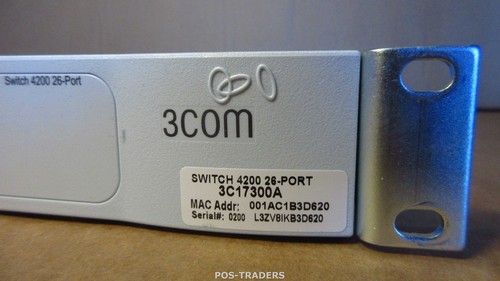 Switch 4200 26-Port
3com
SWITCH 4200 26-PORT
3C17300A
MAC Addr: 001AC1B3D620
Serial#: 0200 L3ZV8IKB3D620
POS-TRADERS